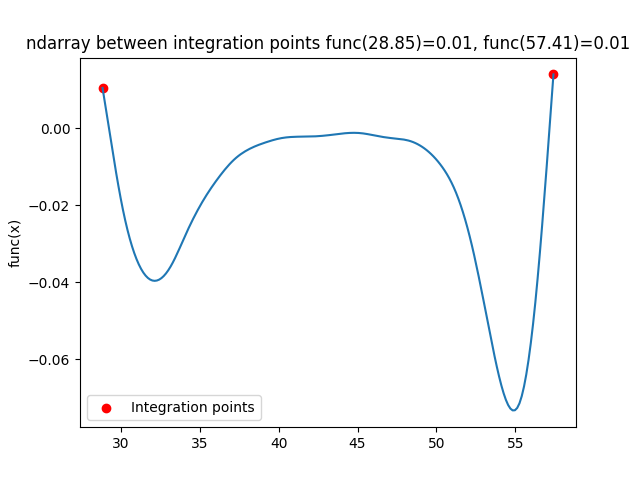 ndarray between integration points func(28.85)=0.01, func(57.41)=0.01
0.00
−0.02
−0.04
−0.06
func(x)
Integration points
30 35 40 45 50 55